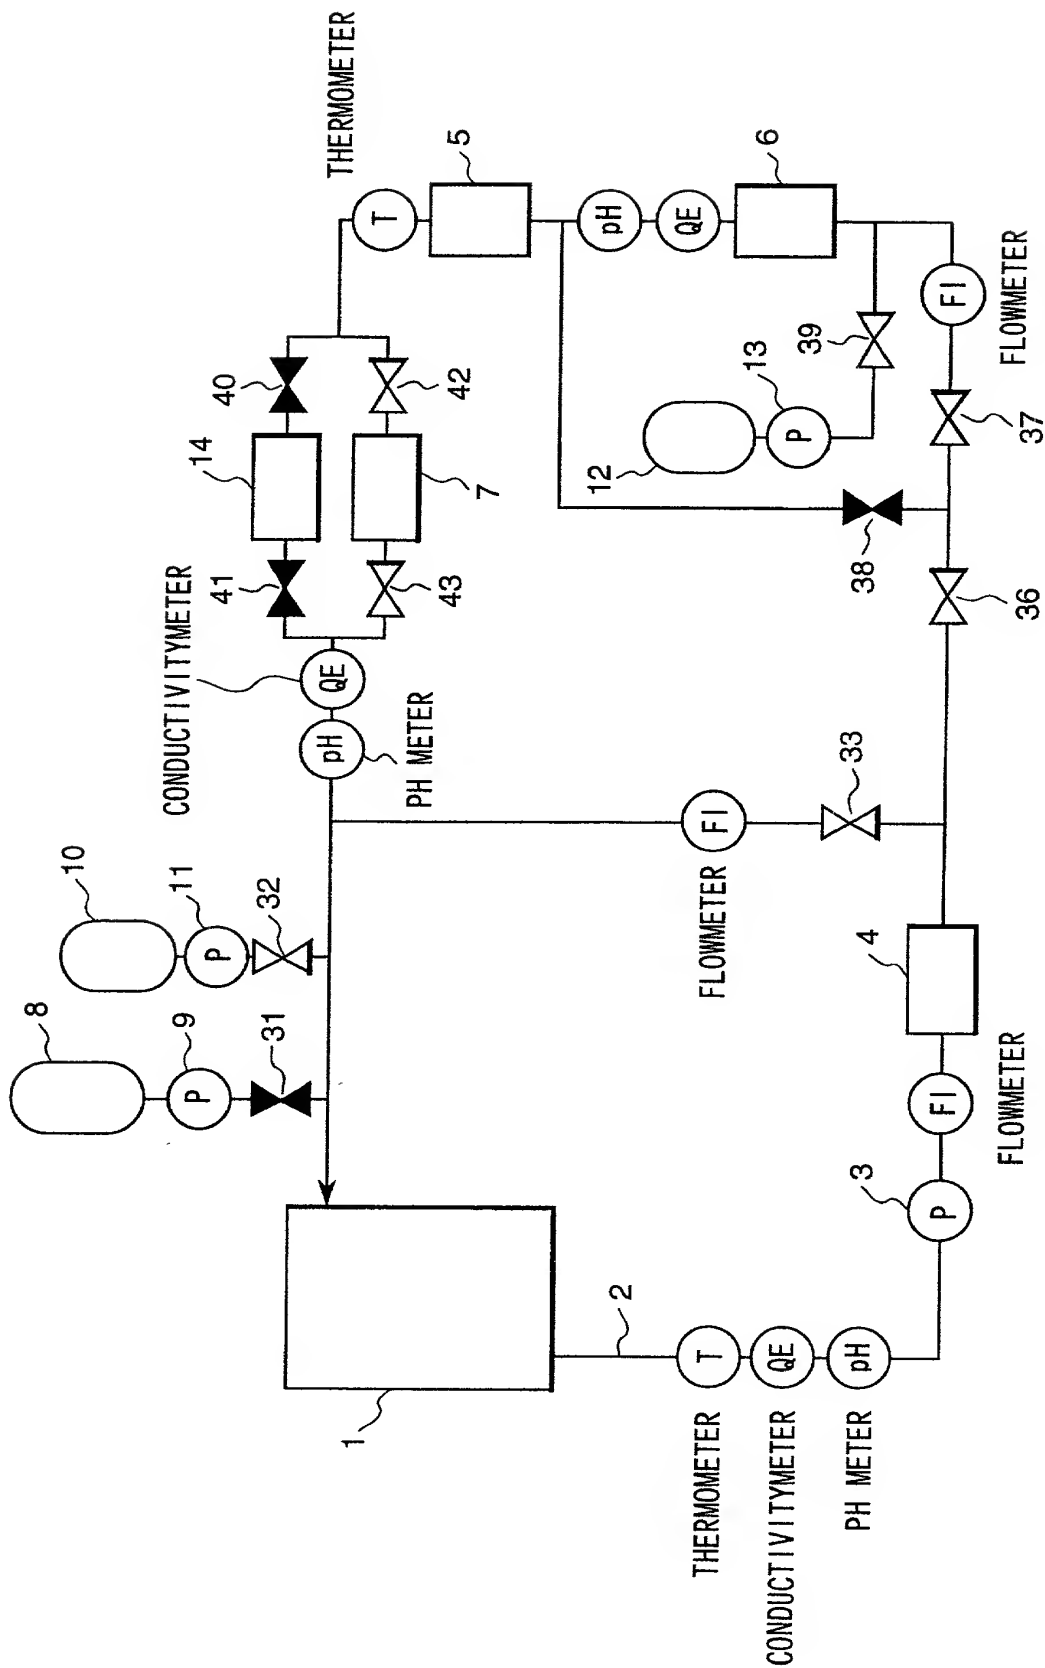 8
10
CONDUCTIVITYMETER
9
11
14
P
P
41
40
31
32
pH
QE
THERMOMETER
1
T
PH METER
43
42
5
7
12
pH
2
QE
THERMOMETER
T
FLOWMETER
FI
13
6
CONDUCTIVITYMETER
QE
P
39
PH METER
pH
3
33
38
4
P
FI
FI
FLOWMETER
36
37
FLOWMETER